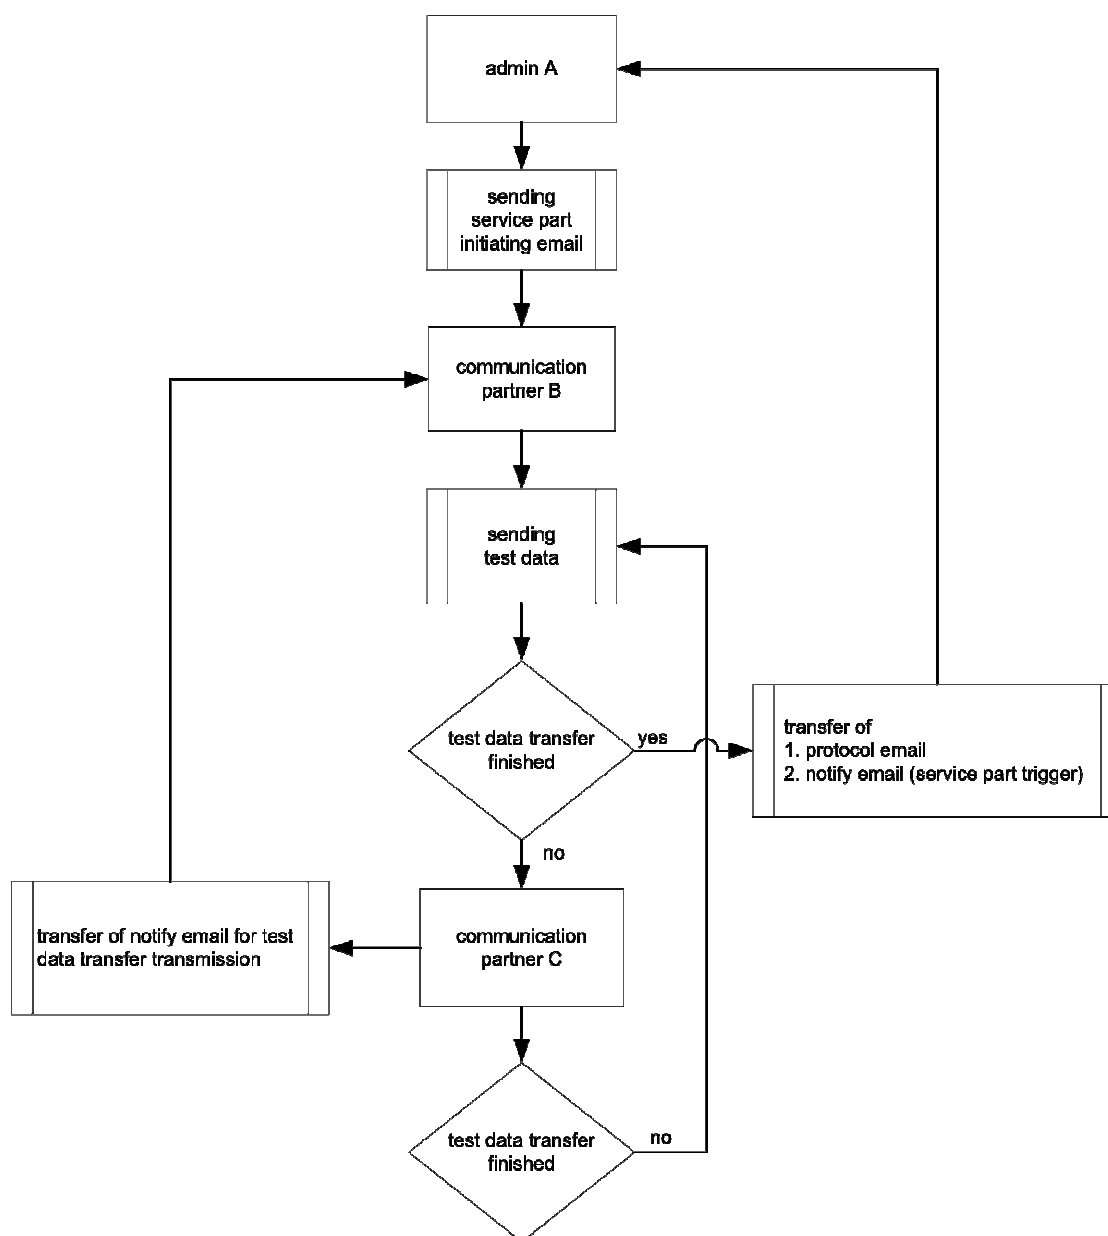 admin A
sending
service part
initiating email
communication
partner B
sending
test data
test data transfer
finished
yes
transfer of
1. protocol email
2. notify email (service part trigger)
no
transfer of notify email for test
data transfer transmission
communication
partner C
test data transfer
finished
no